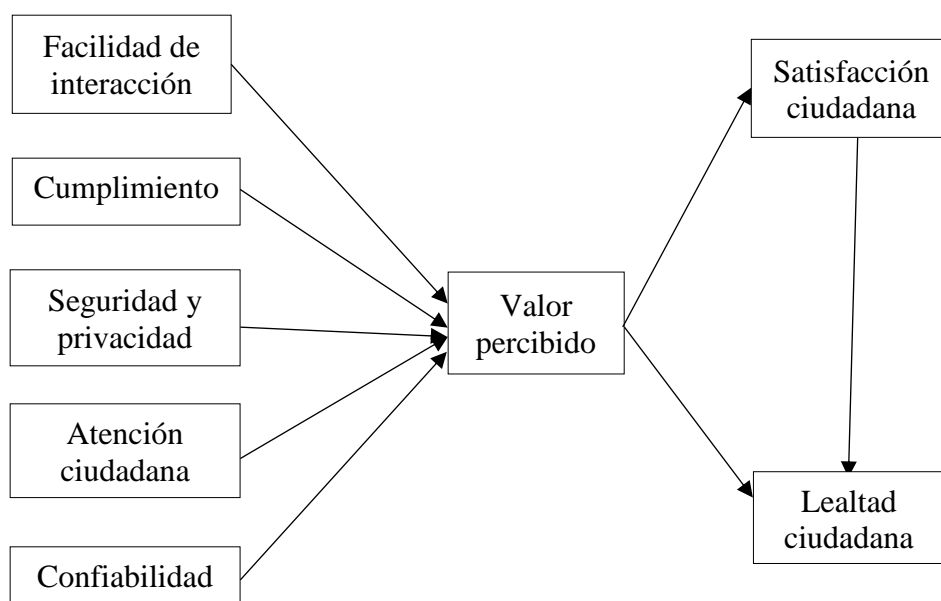 Facilidad de
interacción
Cumplimiento
Seguridad y
privacidad
Atención
ciudadana
Confiabilidad
Valor
percibido
Satisfacción
ciudadana
Lealtad
ciudadana